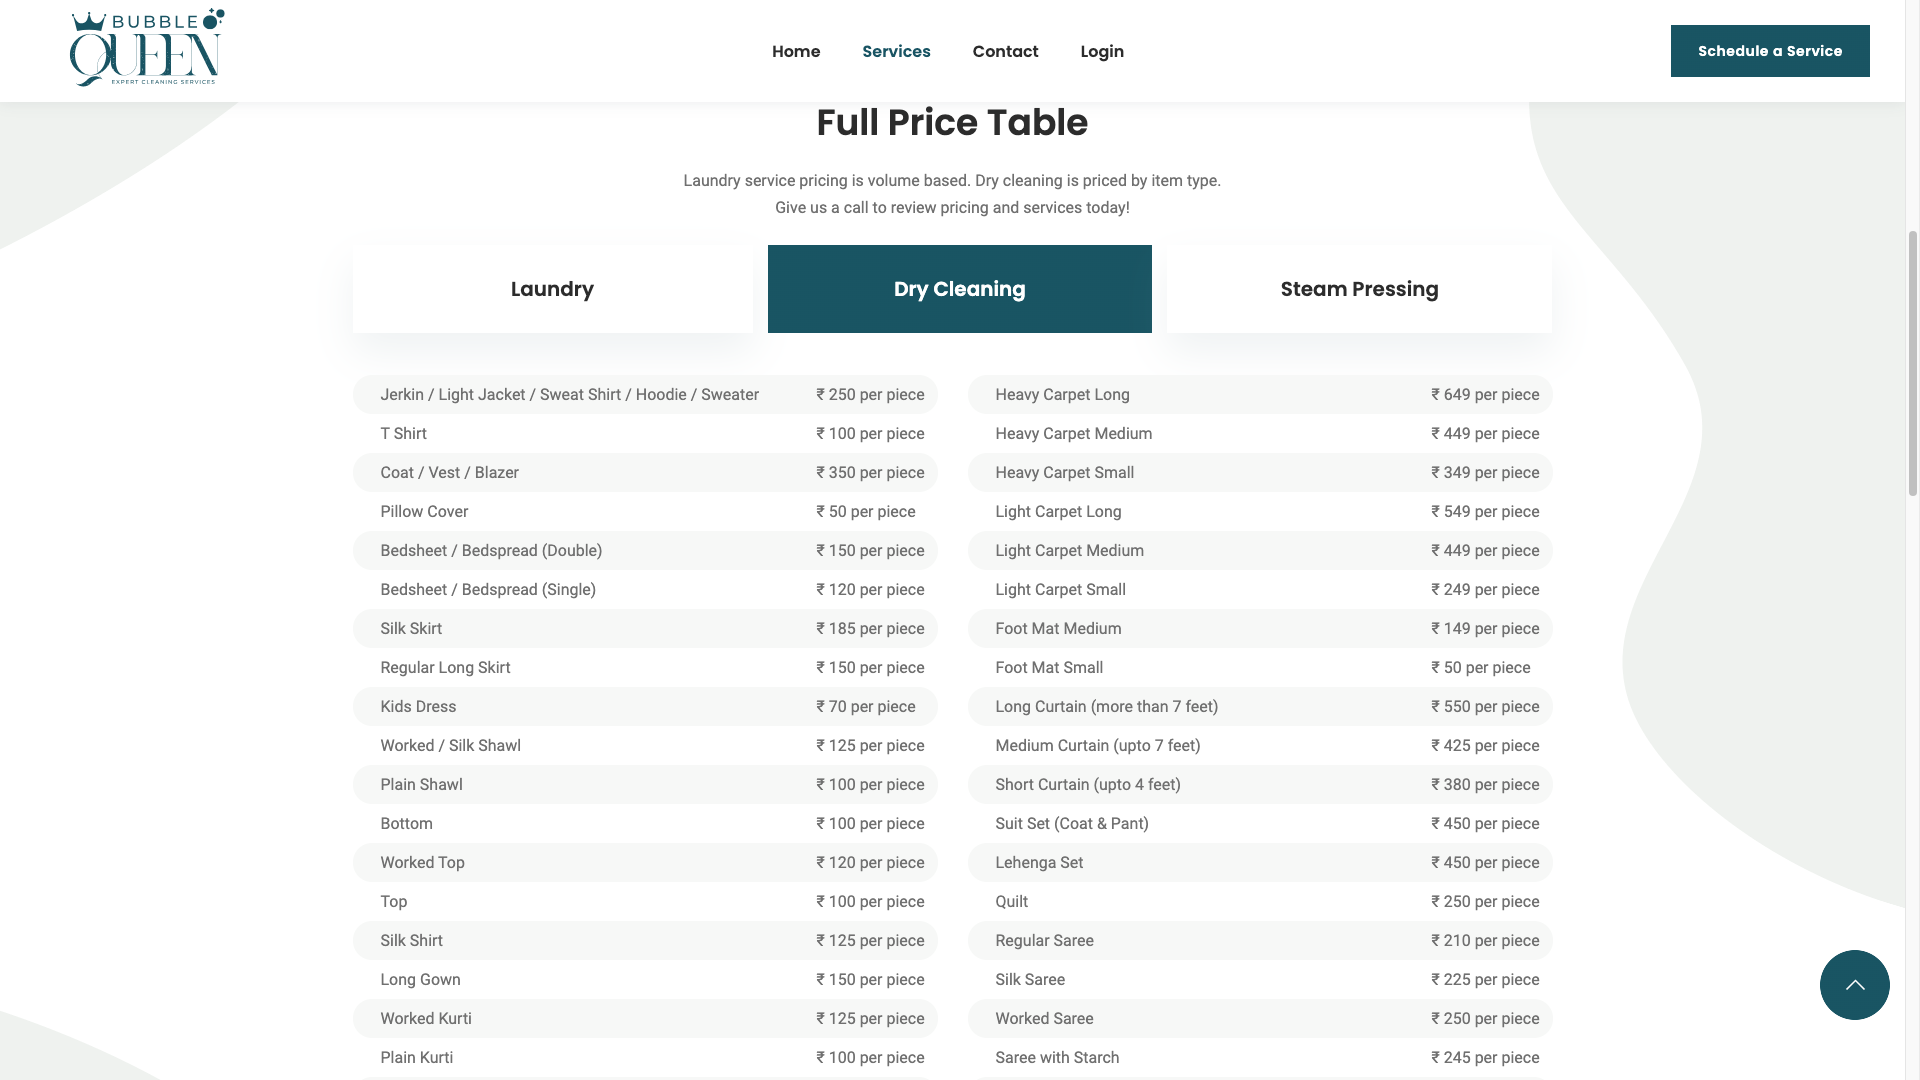 BUBBLE
QUEEN
EXPERT CLEANING SERVICES
Home
Services
Contact
Login
Schedule a Service
Full Price Table
Laundry service pricing is volume based. Dry cleaning is priced by item type.
Give us a call to review pricing and services today!
Laundry
Dry Cleaning
Steam Pressing
Jerkin / Light Jacket / Sweat Shirt / Hoodie / Sweater ₹ 250 per piece
T Shirt ₹ 100 per piece
Coat / Vest / Blazer ₹ 350 per piece
Pillow Cover ₹ 50 per piece
Bedsheet / Bedspread (Double) ₹ 150 per piece
Bedsheet / Bedspread (Single) ₹ 120 per piece
Silk Skirt ₹ 185 per piece
Regular Long Skirt ₹ 150 per piece
Kids Dress ₹ 70 per piece
Worked / Silk Shawl ₹ 125 per piece
Plain Shawl ₹ 100 per piece
Bottom ₹ 100 per piece
Worked Top ₹ 120 per piece
Top ₹ 100 per piece
Silk Shirt ₹ 125 per piece
Long Gown ₹ 150 per piece
Worked Kurti ₹ 125 per piece
Plain Kurti ₹ 100 per piece
Heavy Carpet Long ₹ 649 per piece
Heavy Carpet Medium ₹ 449 per piece
Heavy Carpet Small ₹ 349 per piece
Light Carpet Long ₹ 549 per piece
Light Carpet Medium ₹ 449 per piece
Light Carpet Small ₹ 249 per piece
Foot Mat Medium ₹ 149 per piece
Foot Mat Small ₹ 50 per piece
Long Curtain (more than 7 feet) ₹ 550 per piece
Medium Curtain (upto 7 feet) ₹ 425 per piece
Short Curtain (upto 4 feet) ₹ 380 per piece
Suit Set (Coat & Pant) ₹ 450 per piece
Lehenga Set ₹ 450 per piece
Quilt ₹ 250 per piece
Regular Saree ₹ 210 per piece
Silk Saree ₹ 225 per piece
Worked Saree ₹ 250 per piece
Saree with Starch ₹ 245 per piece